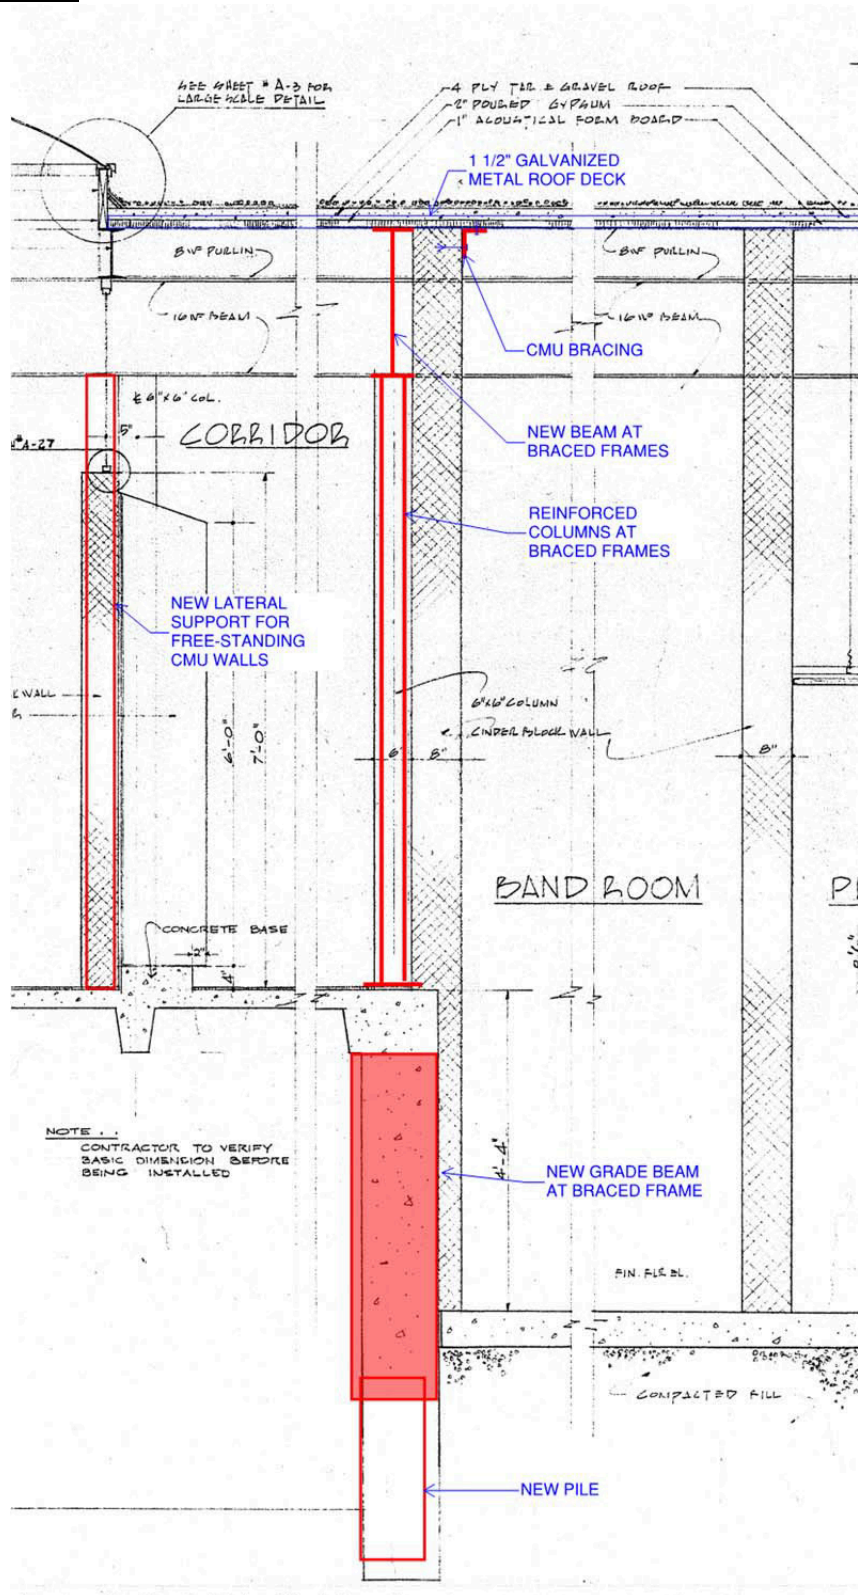 SEE SHEET # A-3 FOR
LARGE SCALE DETAIL
4 PLY TAR & GRAVEL ROOF
2" POURED GYPSUM
1" ACOUSTICAL FORM BOARD
1 1/2" GALVANIZED
METAL ROOF DECK
8 WF PURLIN
8 WF PURLIN
16 WF BEAM
16 WF BEAM
CMU BRACING
℄ 6"X6" COL.
5"
A-27
CORRIDOR
NEW BEAM AT
BRACED FRAMES
REINFORCED
COLUMNS AT
BRACED FRAMES
NEW LATERAL
SUPPORT FOR
FREE-STANDING
CMU WALLS
WALL
6'-0"
7'-0"
6"X6" COLUMN
CINDER BLOCK WALL
6"
8"
8"
BAND ROOM
CONCRETE BASE
2"
4"
NOTE . .
CONTRACTOR TO VERIFY
BASIC DIMENSION BEFORE
BEING INSTALLED
4'-4"
NEW GRADE BEAM
AT BRACED FRAME
FIN. FLR EL.
COMPACTED FILL
NEW PILE